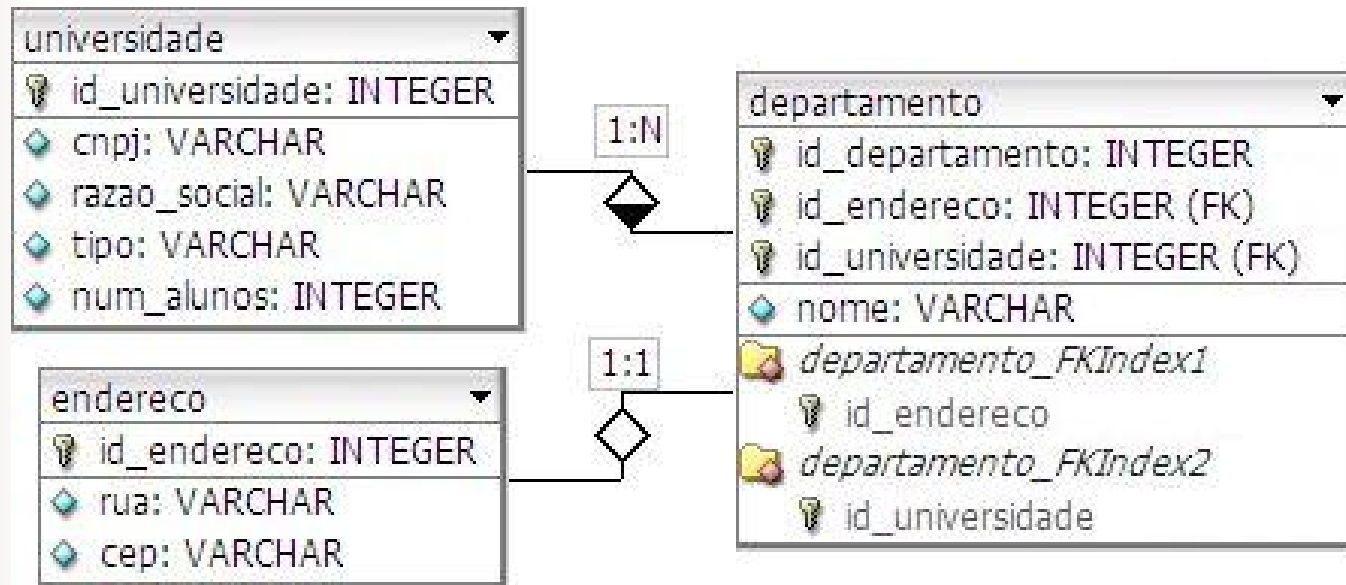 universidade
id_universidade: INTEGER
cnpj: VARCHAR
razao_social: VARCHAR
tipo: VARCHAR
num_alunos: INTEGER
1:N
departamento
id_departamento: INTEGER
id_endereco: INTEGER (FK)
id_universidade: INTEGER (FK)
nome: VARCHAR
departamento_FKIndex1
id_endereco
departamento_FKIndex2
id_universidade
1:1
endereco
id_endereco: INTEGER
rua: VARCHAR
cep: VARCHAR